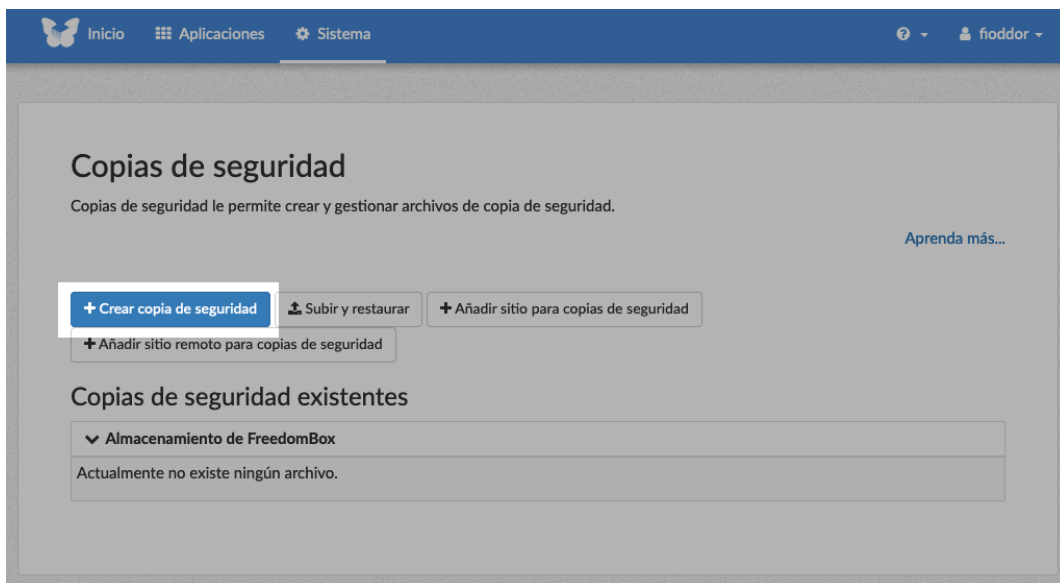 Inicio Aplicaciones Sistema fioddor
Copias de seguridad
Copias de seguridad le permite crear y gestionar archivos de copia de seguridad.
Aprenda más...
+ Crear copia de seguridad Subir y restaurar + Añadir sitio para copias de seguridad
+ Añadir sitio remoto para copias de seguridad
Copias de seguridad existentes
Almacenamiento de FreedomBox
Actualmente no existe ningún archivo.